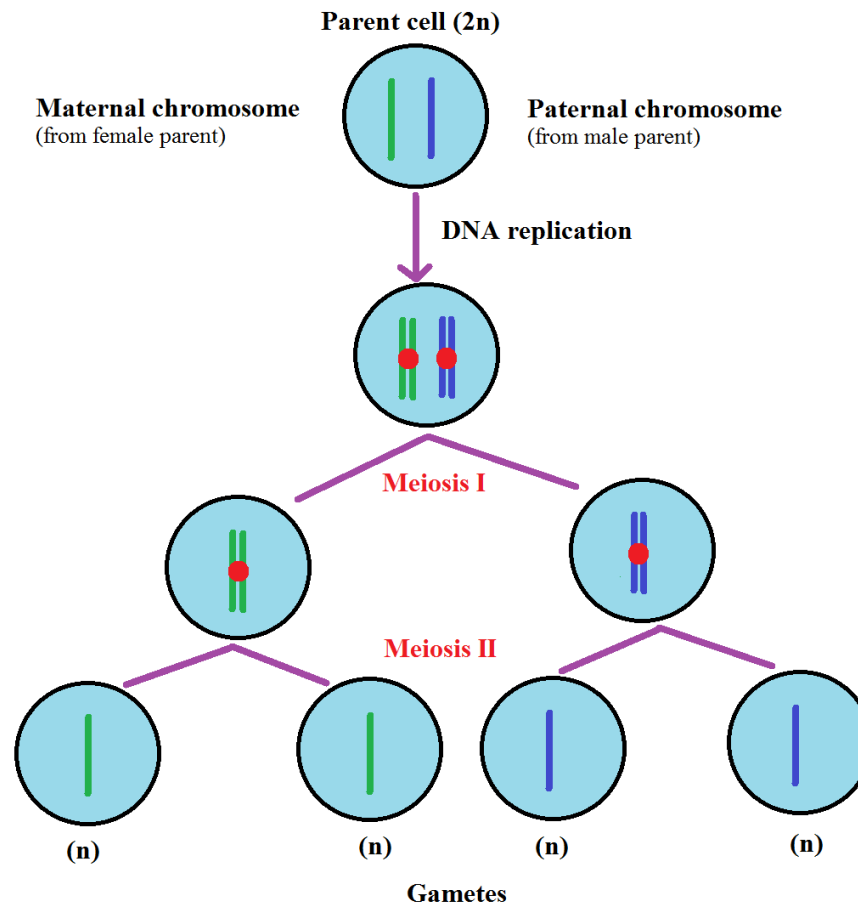 Parent cell (2n)
Maternal chromosome
(from female parent)
Paternal chromosome
(from male parent)
DNA replication
Meiosis I
Meiosis II
(n)
(n)
(n)
(n)
Gametes